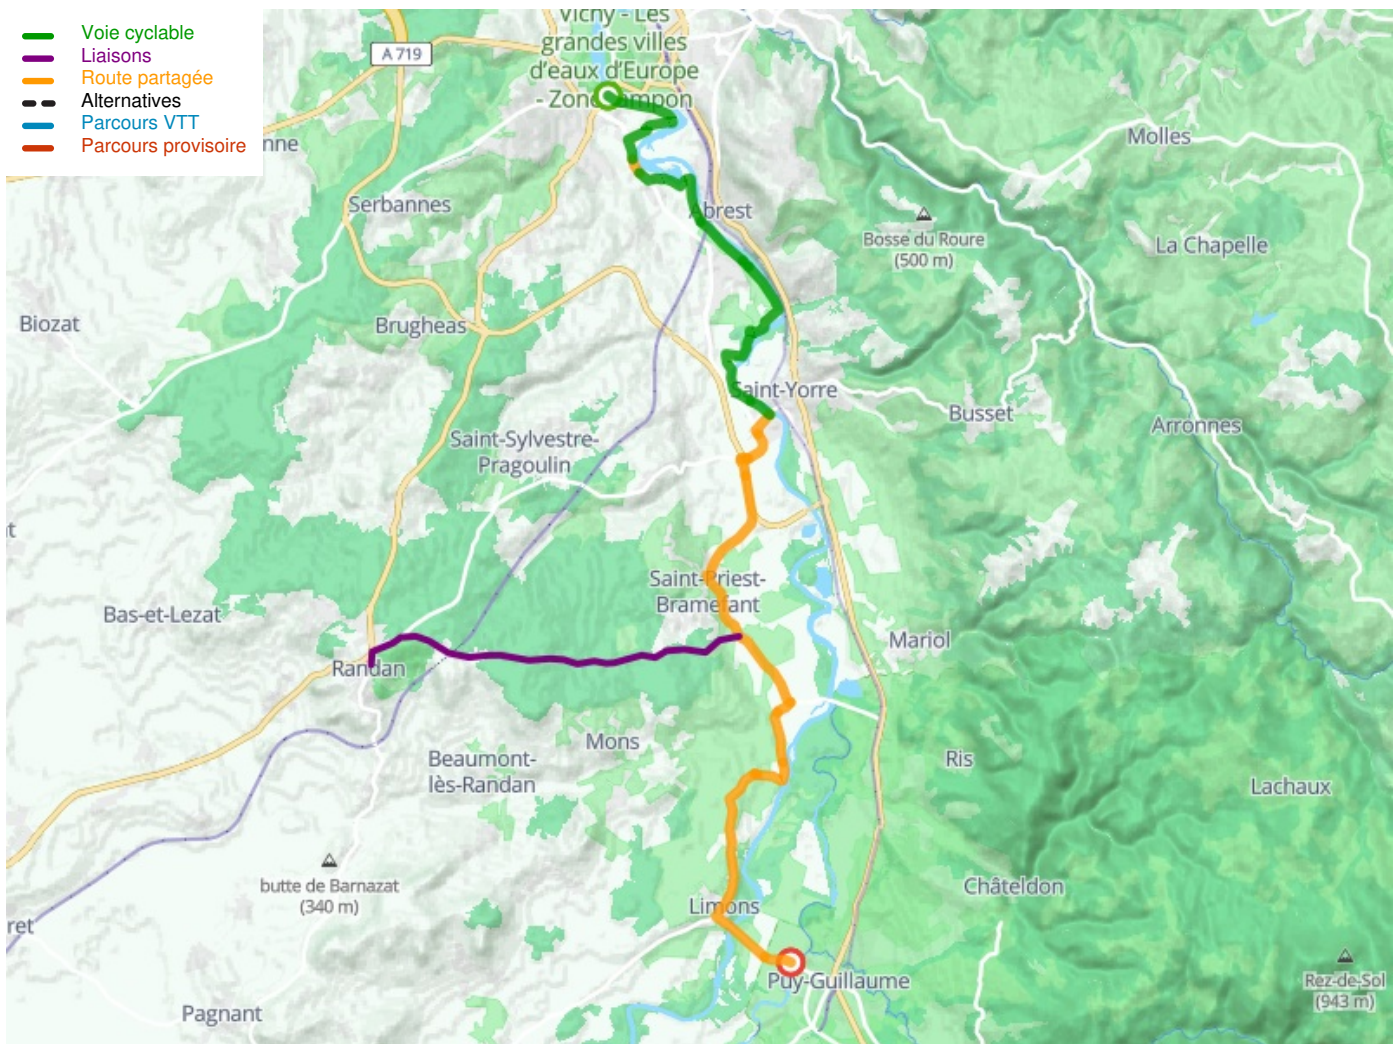 Voie cyclable
Liaisons
Route partagée
Alternatives
Parcours VTT
Parcours provisoire
Vichy - Les
grandes villes
d'eaux d'Europe
A 719
Molles
Serbannes
Abrest
Bosse du Roure
(500 m)
La Chapelle
Biozat
Brugheas
Saint-Yorre
Busset
Arronnes
Saint-Sylvestre-
Pragoulin
Saint-Priest-
Bramefant
Bas-et-Lezat
Mariol
Randan
Mons
Beaumont-
lès-Randan
Ris
Lachaux
butte de Barnazat
(340 m)
Châteldon
Limons
Puy-Guillaume
Rez-de-Sol
(943 m)
Pagnant